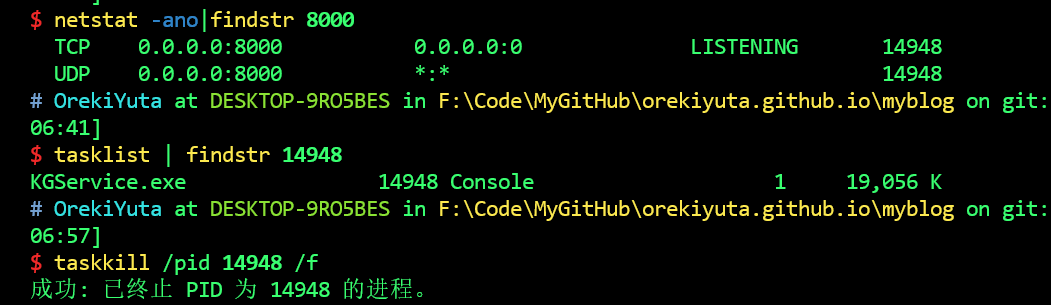 $ netstat -ano|findstr 8000
TCP 0.0.0.0:8000 0.0.0.0:0 LISTENING 14948
UDP 0.0.0.0:8000 *:* 14948
# OrekiYuta at DESKTOP-9RO5BES in F:\Code\MyGitHub\orekiyuta.github.io\myblog on git:
06:41]
$ tasklist | findstr 14948
KGService.exe 14948 Console 1 19,056 K
# OrekiYuta at DESKTOP-9RO5BES in F:\Code\MyGitHub\orekiyuta.github.io\myblog on git:
06:57]
$ taskkill /pid 14948 /f
成功: 已终止 PID 为 14948 的进程。